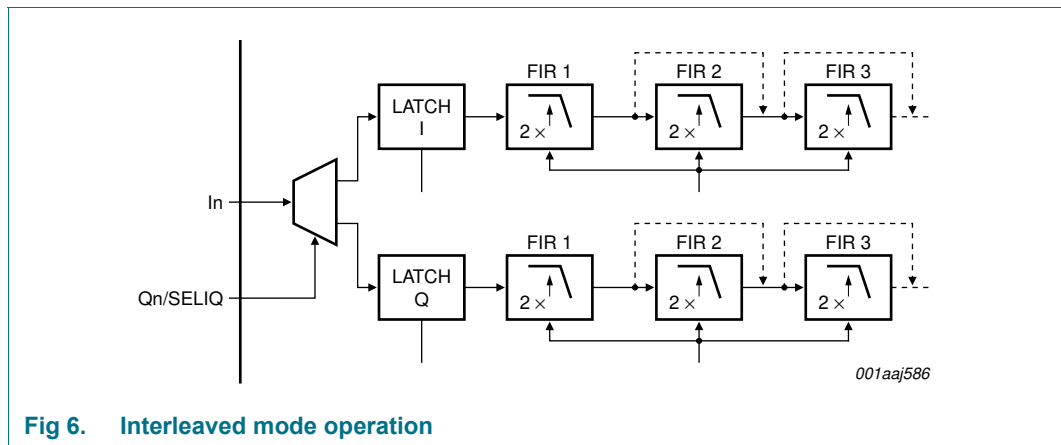 FIR 1
FIR 2
FIR 3
LATCH
I
2 ×
2 ×
2 ×
In
Qn/SELIQ
FIR 1
FIR 2
FIR 3
LATCH
Q
2 ×
2 ×
2 ×
001aaj586
Fig 6. Interleaved mode operation